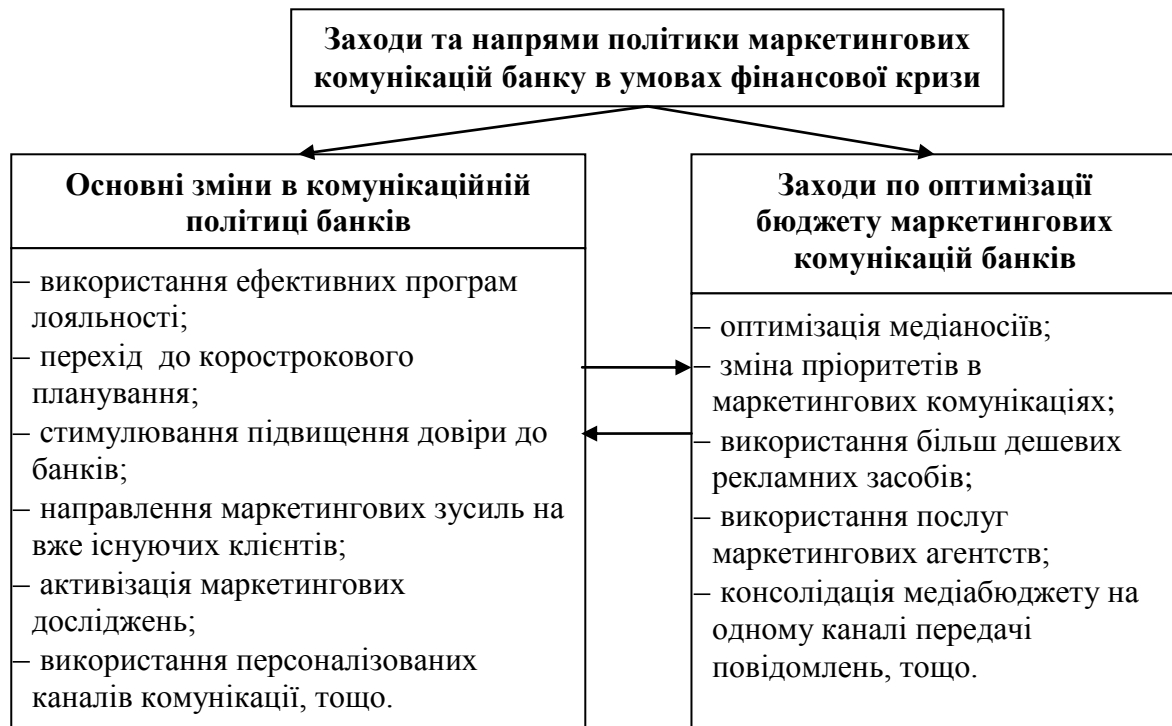 Заходи та напрями політики маркетингових
комунікацій банку в умовах фінансової кризи
Основні зміни в комунікаційній
політиці банків
– використання ефективних програм
лояльності;
– перехід до корострокового
планування;
– стимулювання підвищення довіри до
банків;
– направлення маркетингових зусиль на
вже існуючих клієнтів;
– активізація маркетингових
досліджень;
– використання персоналізованих
каналів комунікації, тощо.
Заходи по оптимізації
бюджету маркетингових
комунікацій банків
– оптимізація медіаносіїв;
– зміна пріоритетів в
маркетингових комунікаціях;
– використання більш дешевих
рекламних засобів;
– використання послуг
маркетингових агентств;
– консолідація медіабюджету на
одному каналі передачі
повідомлень, тощо.